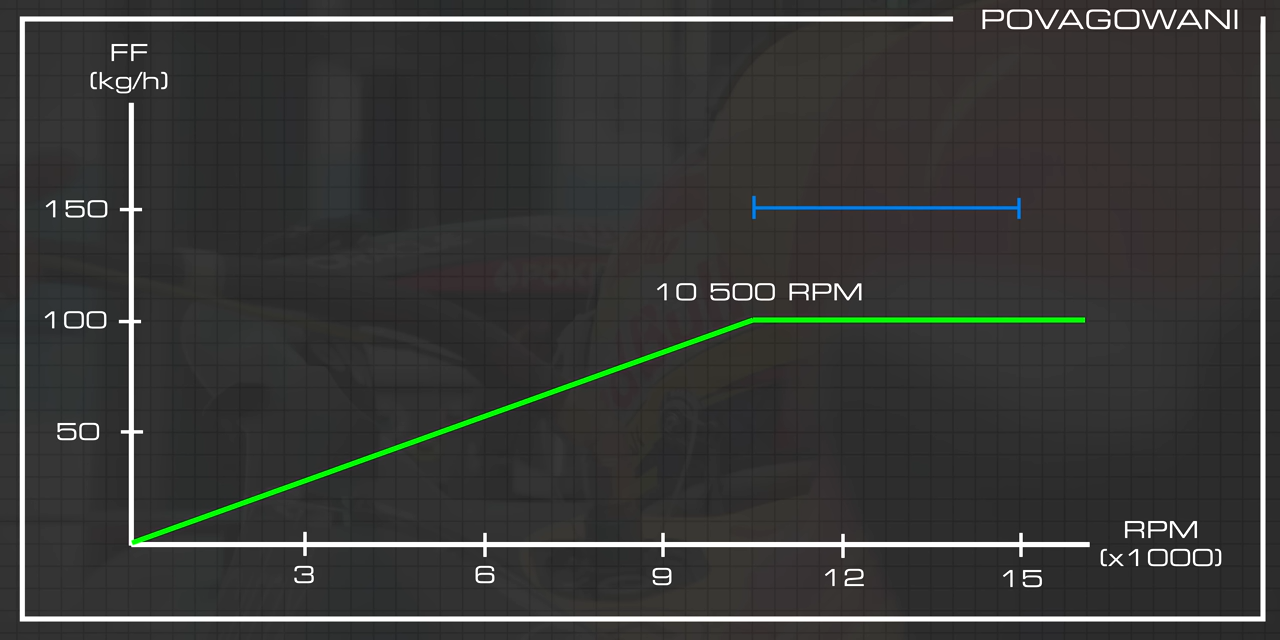 POVAGOWANI
FF
(kg/h)
150
100
50
10 500 RPM
3
6
9
12
15
RPM
(x1000)